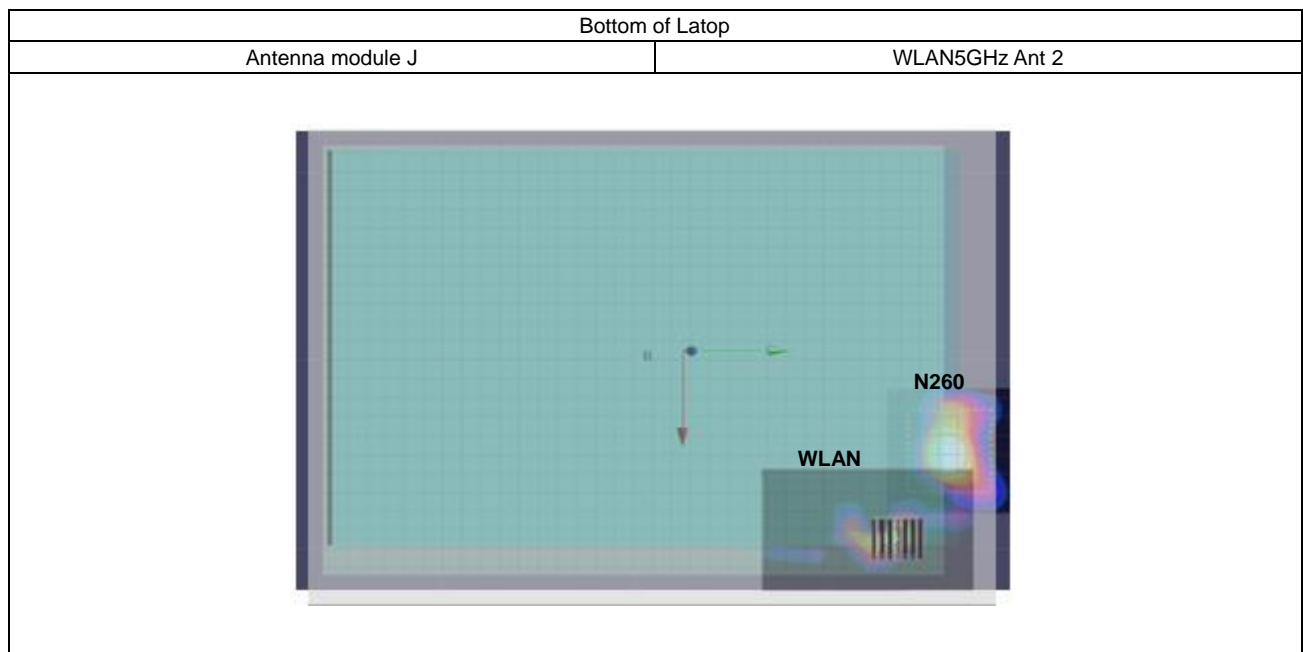 Bottom of Latop
Antenna module J
WLAN5GHz Ant 2
N260
WLAN